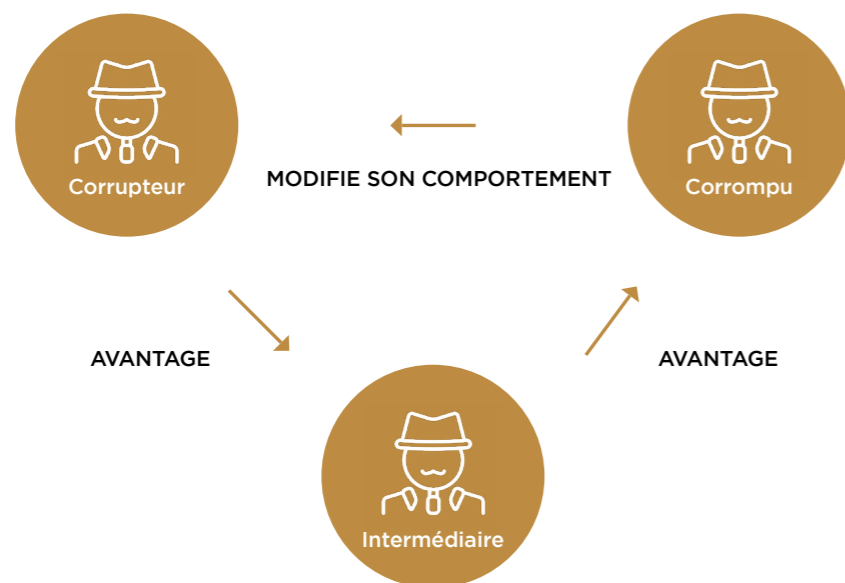 Corrupteur
MODIFIE SON COMPORTEMENT
Corrompu
AVANTAGE
AVANTAGE
Intermédiaire